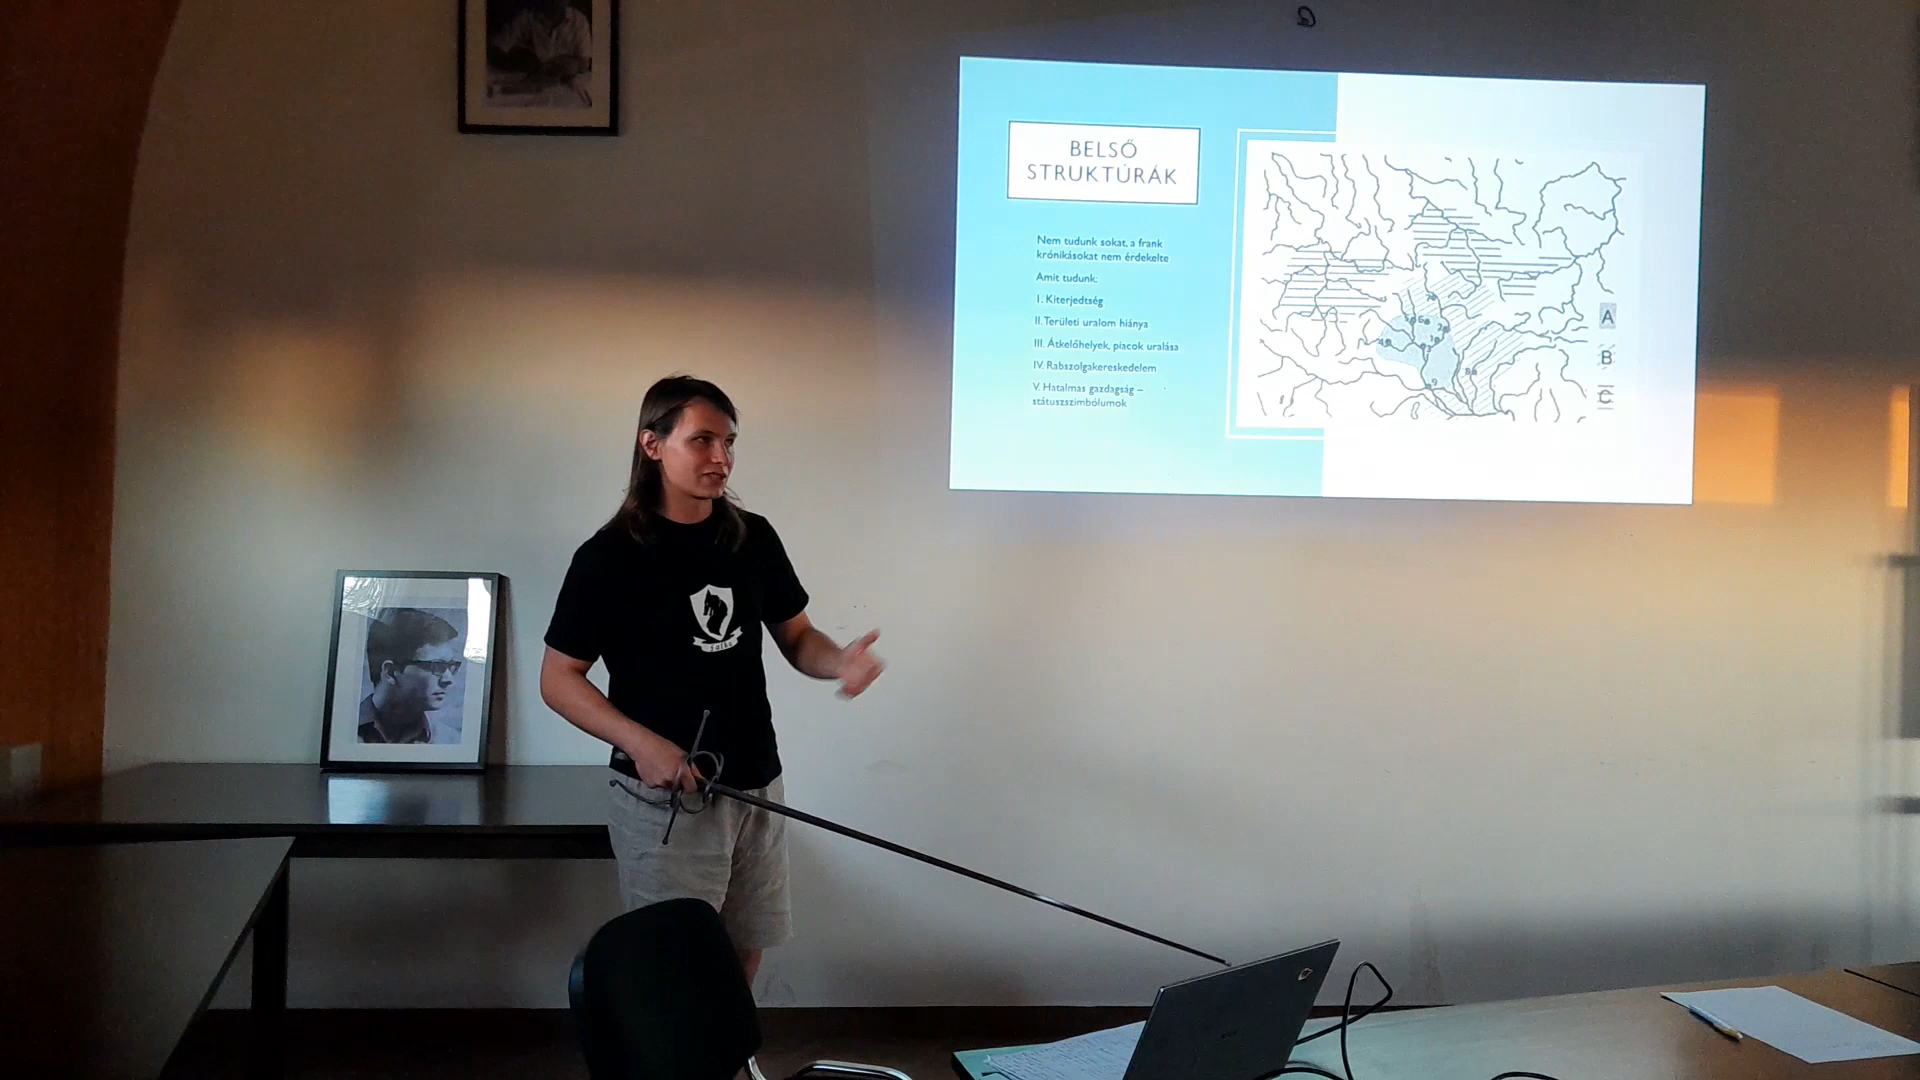 BELSŐ
STRUKTÚRÁK
Nem tudunk sokat, a frank
krónikásokat nem érdekelte
Amit tudunk:
I. Kiterjedtség
II. Területi uralom hiánya
III. Átkelőhelyek, piacok uralása
IV. Rabszolgakereskedelem
V. Hatalmas gazdagság –
státuszszimbólumok
A
B
C